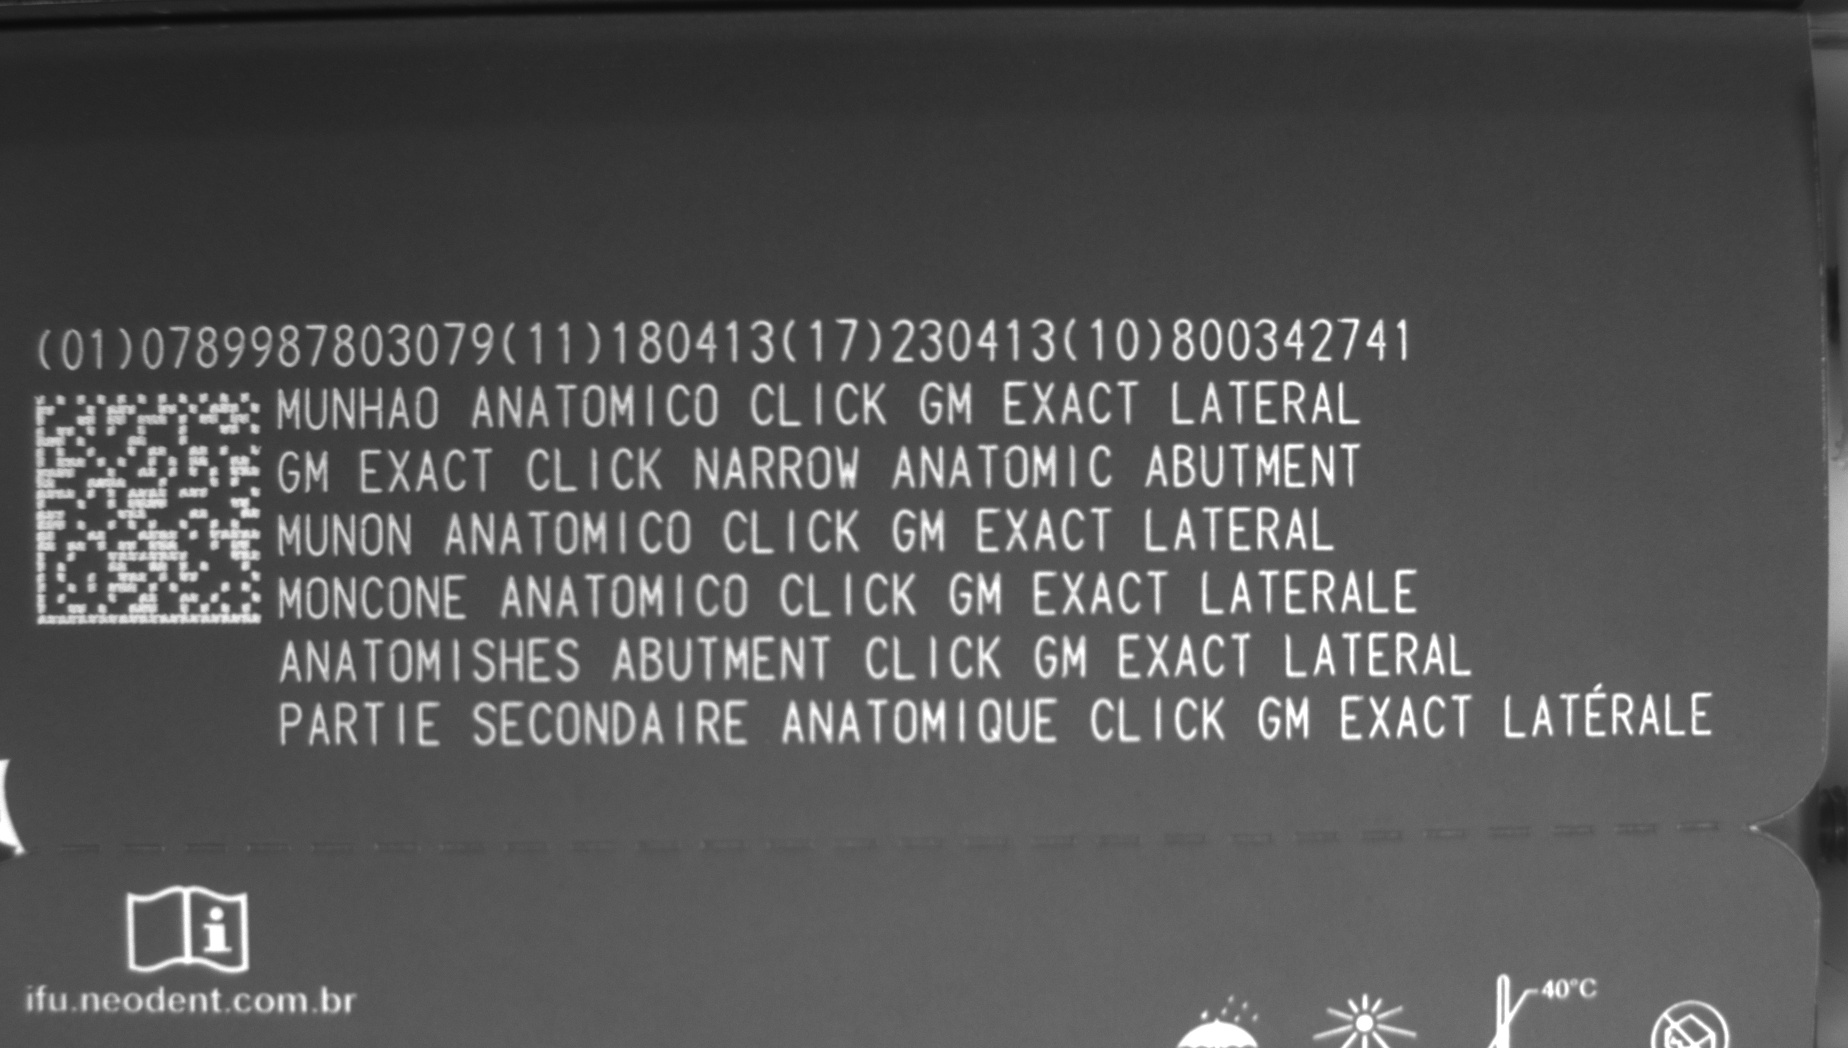 (01)0789987803079(11)180413(17)230413(10)800342741
MUNHAO ANATOMICO CLICK GM EXACT LATERAL
GM EXACT CLICK NARROW ANATOMIC ABUTMENT
MUNON ANATOMICO CLICK GM EXACT LATERAL
MONCONE ANATOMICO CLICK GM EXACT LATERALE
ANATOMISHES ABUTMENT CLICK GM EXACT LATERAL
PARTIE SECONDAIRE ANATOMIQUE CLICK GM EXACT LATÉRALE
ifu.neodent.com.br
40°C